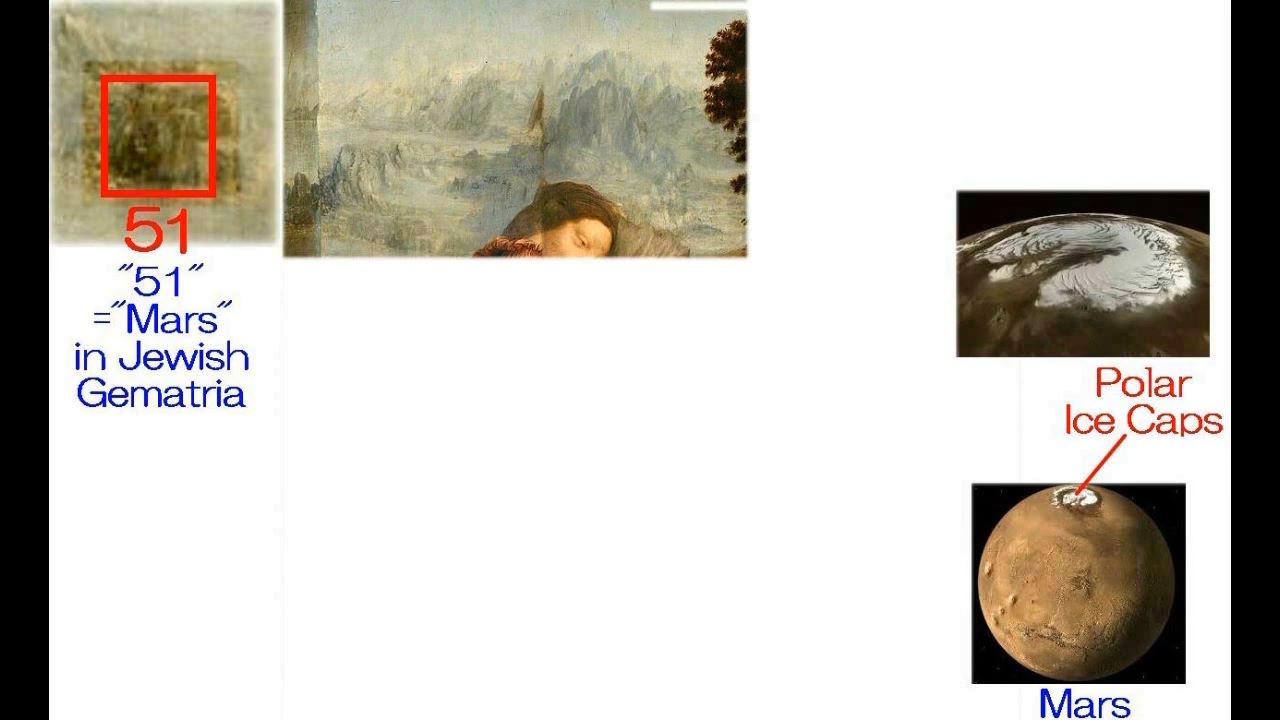 51
"51"
="Mars"
in Jewish
Gematria
Polar
Ice Caps
Mars